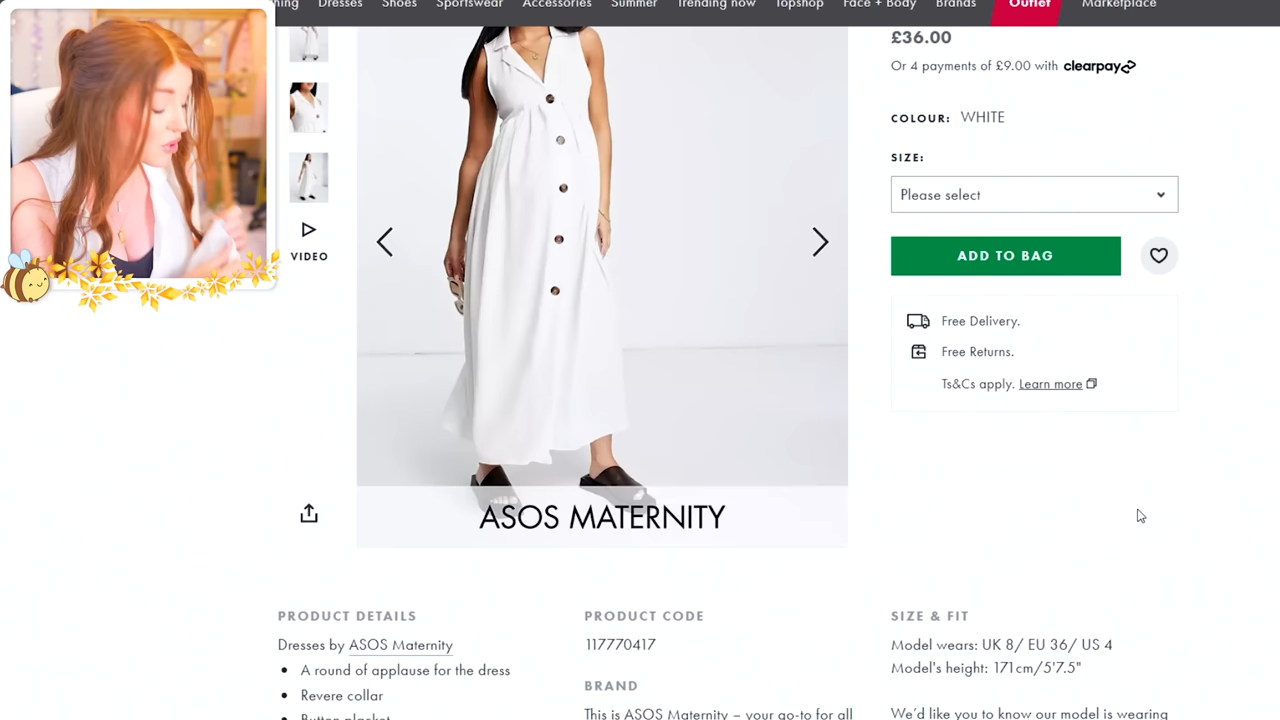 Dresses
Shoes
Sportswear
Accessories
Summer
Trending now
Topshop
Face + Body
Brands
Outlet
Marketplace
£36.00
Or 4 payments of £9.00 with clearpay
COLOUR: WHITE
SIZE:
Please select
ADD TO BAG
VIDEO
Free Delivery.
Free Returns.
Ts&Cs apply. Learn more
ASOS MATERNITY
PRODUCT DETAILS
Dresses by ASOS Maternity
• A round of applause for the dress
• Revere collar
• Button placket
PRODUCT CODE
117770417
BRAND
This is ASOS Maternity – your go-to for all
SIZE & FIT
Model wears: UK 8/ EU 36/ US 4
Model's height: 171cm/5'7.5"
We'd like you to know our model is wearing